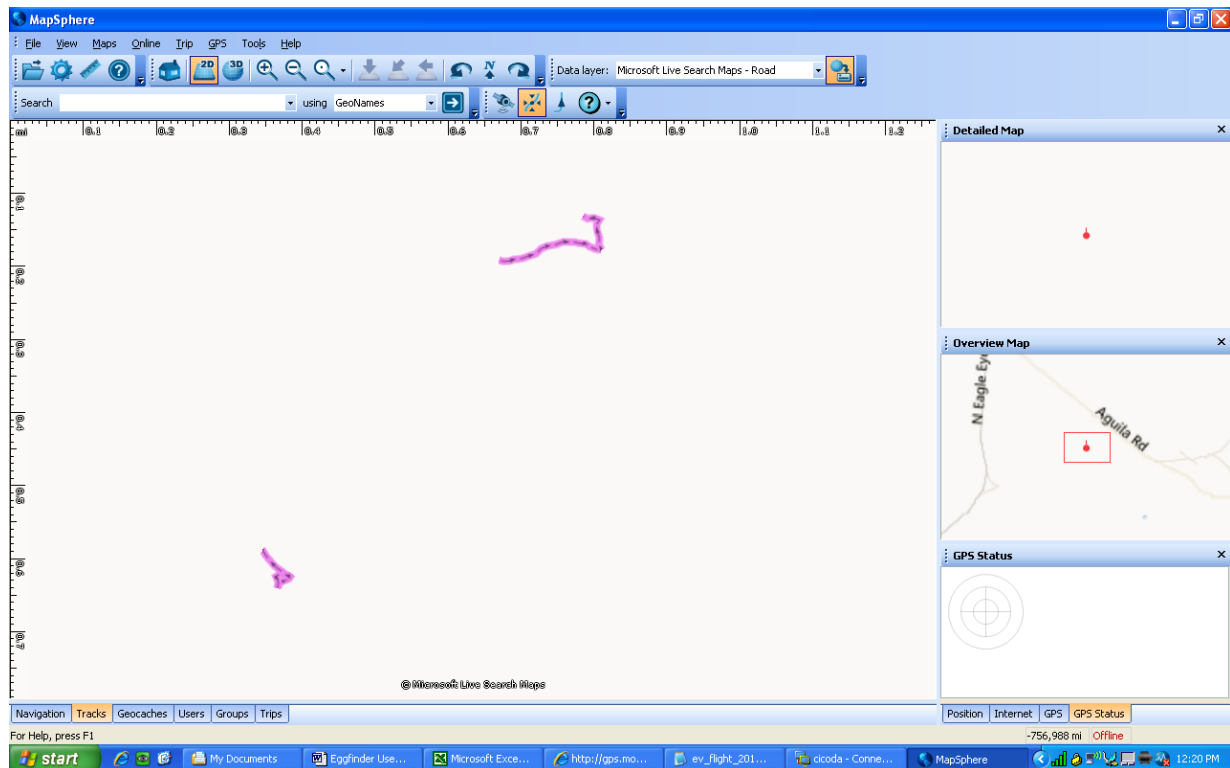 MapSphere
File View Maps Online Trip GPS Tools Help
2D 3D N Data layer: Microsoft Live Search Maps - Road
Search using GeoNames
mi 0.1 0.2 0.3 0.4 0.5 0.6 0.7 0.8 0.9 1.0 1.1 1.2
0.1
0.2
0.3
0.4
0.5
0.6
0.7
© Microsoft Live Search Maps
Detailed Map
Overview Map
N Eagle Eye
Aguila Rd
GPS Status
Navigation Tracks Geocaches Users Groups Trips
Position Internet GPS GPS Status
For Help, press F1
-756,988 mi Offline
start My Documents Eggfinder Use... Microsoft Exce... http://gps.mo... ev_flight_201... cicoda - Conne... MapSphere 12:20 PM